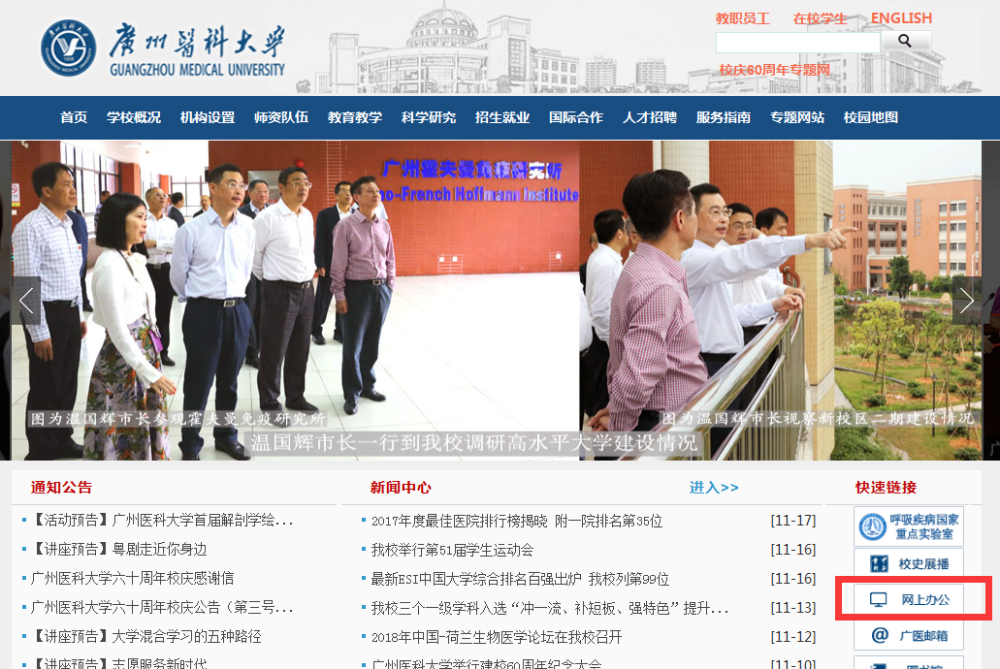 廣州醫科大學
GUANGZHOU MEDICAL UNIVERSITY
教职员工 在校学生 ENGLISH
校庆60周年专题网
首页 学校概况 机构设置 师资队伍 教育教学 科学研究 招生就业 国际合作 人才招聘 服务指南 专题网站 校园地图
广州霍夫曼免疫研究所
no-French Hoffmann Institute
图为温国辉市长参观霍夫曼免疫研究所
图为温国辉市长视察新校区二期建设情况
温国辉市长一行到我校调研高水平大学建设情况
通知公告
【活动预告】广州医科大学首届解剖学绘...
【讲座预告】粤剧走近你身边
广州医科大学六十周年校庆感谢信
广州医科大学六十周年校庆公告（第三号...
【讲座预告】大学混合学习的五种路径
【讲座预告】志愿服务新时代
新闻中心 进入>>
2017年度最佳医院排行榜揭晓 附一院排名第35位 [11-17]
我校举行第51届学生运动会 [11-16]
最新ESI中国大学综合排名百强出炉 我校列第99位 [11-16]
我校三个一级学科入选“冲一流、补短板、强特色”提升... [11-13]
2018年中国-荷兰生物医学论坛在我校召开 [11-12]
广州医科大学举行建校60周年纪念大会 [11-10]
快速链接
呼吸疾病国家
重点实验室
校史展播
网上办公
@ 广医邮箱
图书馆